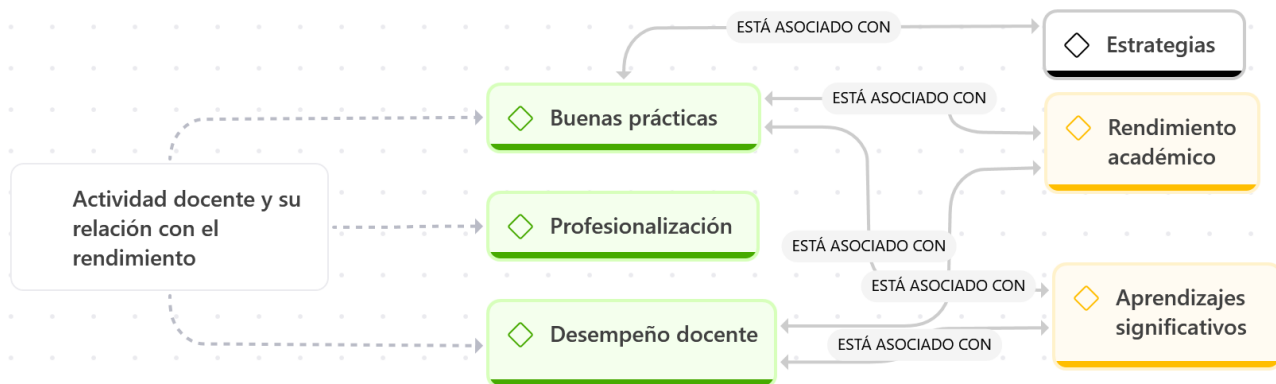 ESTÁ ASOCIADO CON
Estrategias
Buenas prácticas
ESTÁ ASOCIADO CON
Rendimiento
académico
Actividad docente y su
relación con el
rendimiento
Profesionalización
ESTÁ ASOCIADO CON
ESTÁ ASOCIADO CON
Aprendizajes
significativos
Desempeño docente
ESTÁ ASOCIADO CON